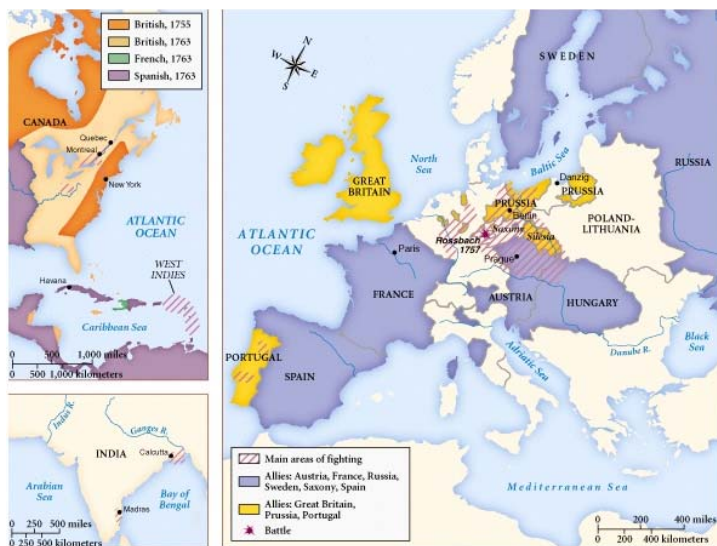 British, 1755
British, 1763
French, 1763
Spanish, 1763
CANADA
Quebec
Montreal
New York
ATLANTIC
OCEAN
WEST
INDIES
Havana
Caribbean Sea
0 500 1,000 miles
0 500 1,000 kilometers
Indus R.
Ganges R.
INDIA
Calcutta
Arabian
Sea
Bay of
Bengal
Madras
0 250 500 miles
0 250 500 kilometers
N
W
E
S
SWEDEN
North
Sea
Baltic Sea
RUSSIA
GREAT
BRITAIN
Danzig
PRUSSIA
PRUSSIA
Berlin
POLAND-
LITHUANIA
Saxony
Silesia
Rossbach
1757
Prague
ATLANTIC
OCEAN
Paris
FRANCE
AUSTRIA
HUNGARY
PORTUGAL
SPAIN
Adriatic Sea
Danube R.
Black
Sea
Mediterranean Sea
Main areas of fighting
Allies: Austria, France, Russia,
Sweden, Saxony, Spain
Allies: Great Britain,
Prussia, Portugal
Battle
0 200 400 miles
0 200 400 kilometers